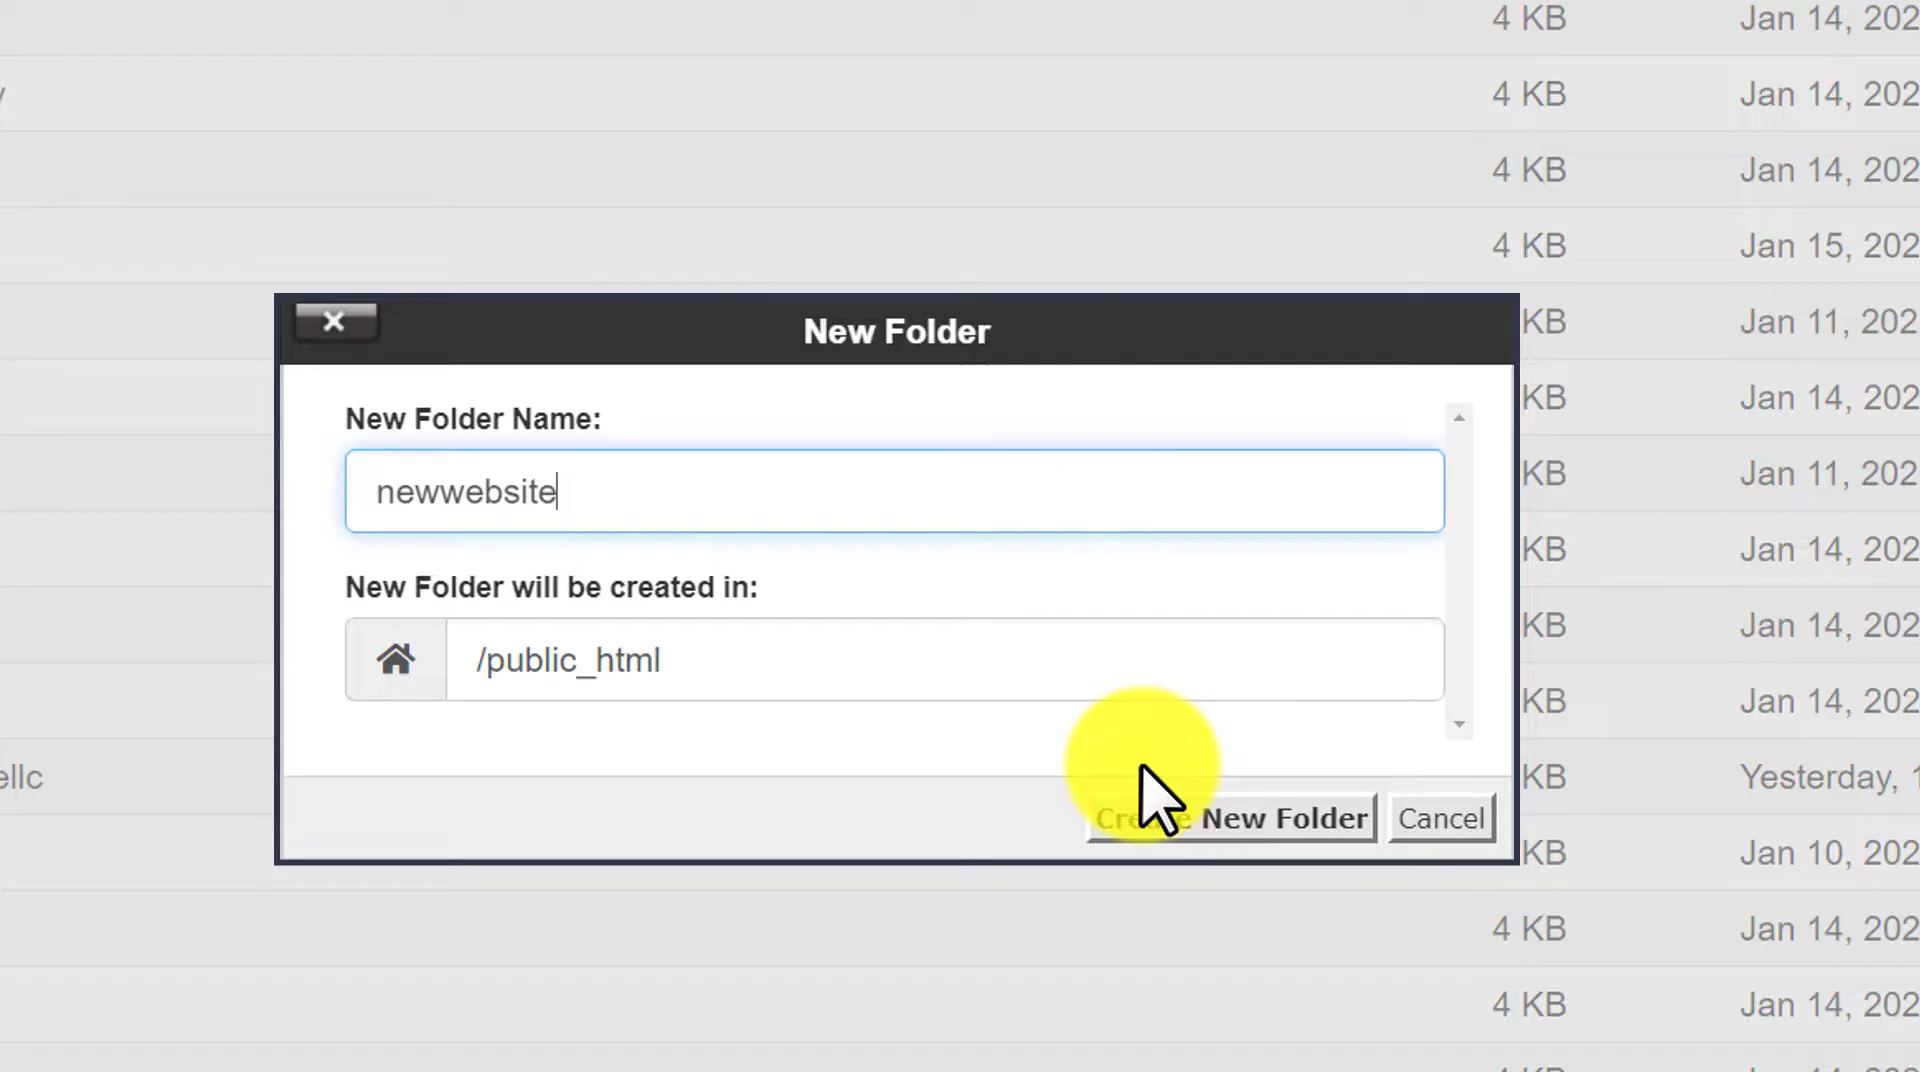 4 KB Jan 14, 202
4 KB Jan 14, 202
4 KB Jan 14, 202
4 KB Jan 15, 202
KB Jan 11, 202
New Folder
KB Jan 14, 202
New Folder Name:
KB Jan 11, 202
newwebsite
KB Jan 14, 202
New Folder will be created in:
KB Jan 14, 202
/public_html
KB Jan 14, 202
ellc KB Yesterday, 1
Create New Folder Cancel
KB Jan 10, 202
4 KB Jan 14, 202
4 KB Jan 14, 202